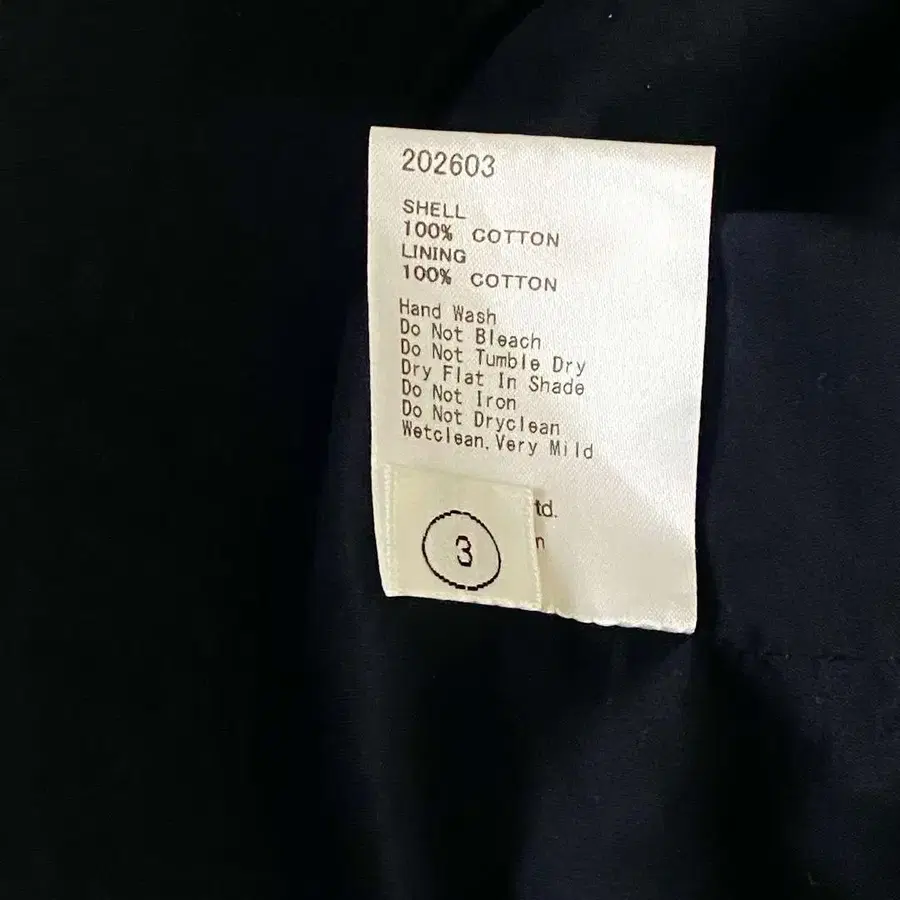 202603
SHELL
100% COTTON
LINING
100% COTTON
Hand Wash
Do Not Bleach
Do Not Tumble Dry
Dry Flat In Shade
Do Not Iron
Do Not Dryclean
Wetclean.Very Mild
td.
n
3